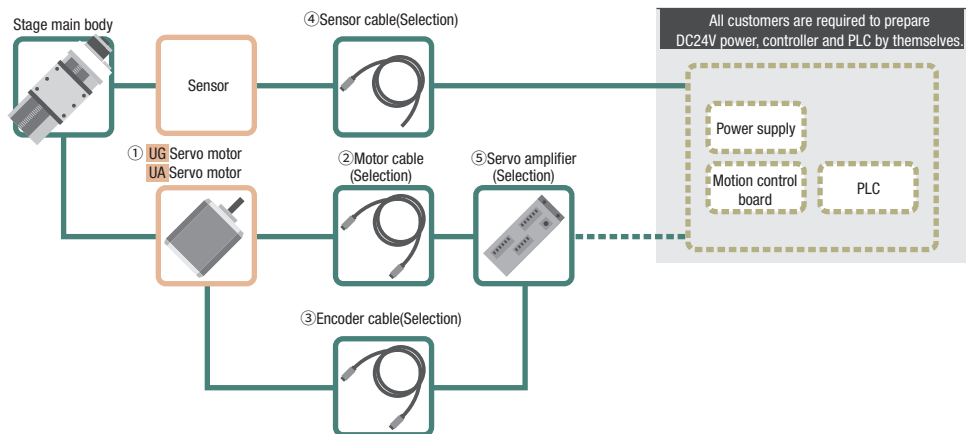 Stage main body
④Sensor cable(Selection)
All customers are required to prepare
DC24V power, controller and PLC by themselves.
Sensor
Power supply
① UG Servo motor
UA Servo motor
②Motor cable
(Selection)
⑤Servo amplifier
(Selection)
Motion control
board
PLC
③Encoder cable(Selection)